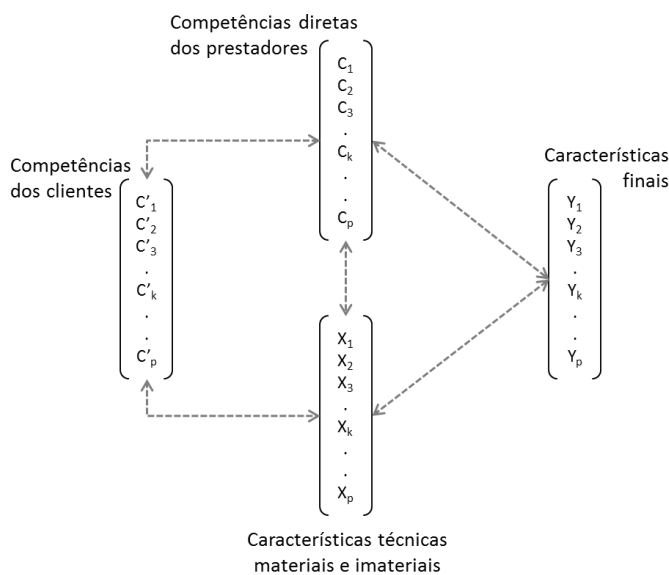 Competências diretas
dos prestadores
C1
C2
C3
.
Ck
.
.
Cp
Competências
dos clientes
C'1
C'2
C'3
.
C'k
.
.
C'p
Características
finais
Y1
Y2
Y3
.
Yk
.
.
Yp
X1
X2
X3
.
Xk
.
.
Xp
Características técnicas
materiais e imateriais